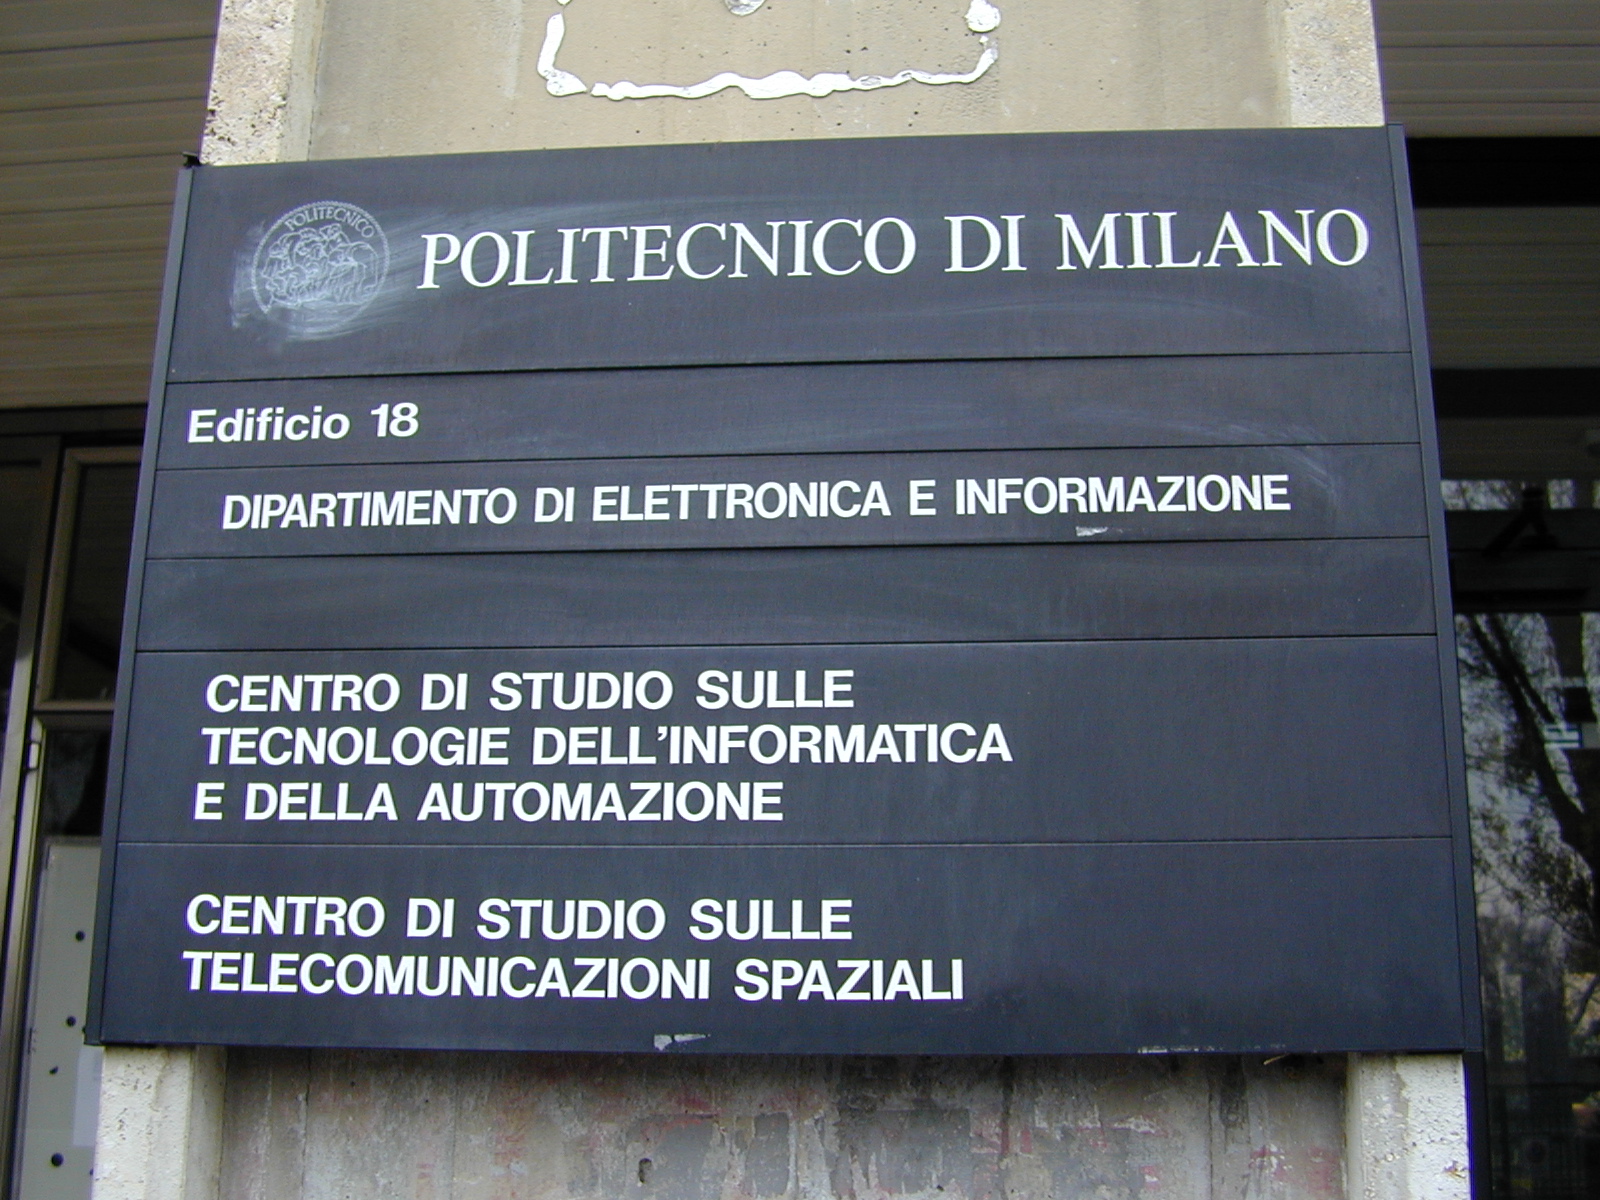 POLITECNICO
POLITECNICO DI MILANO
Edificio 18
DIPARTIMENTO DI ELETTRONICA E INFORMAZIONE
CENTRO DI STUDIO SULLE
TECNOLOGIE DELL'INFORMATICA
E DELLA AUTOMAZIONE
CENTRO DI STUDIO SULLE
TELECOMUNICAZIONI SPAZIALI